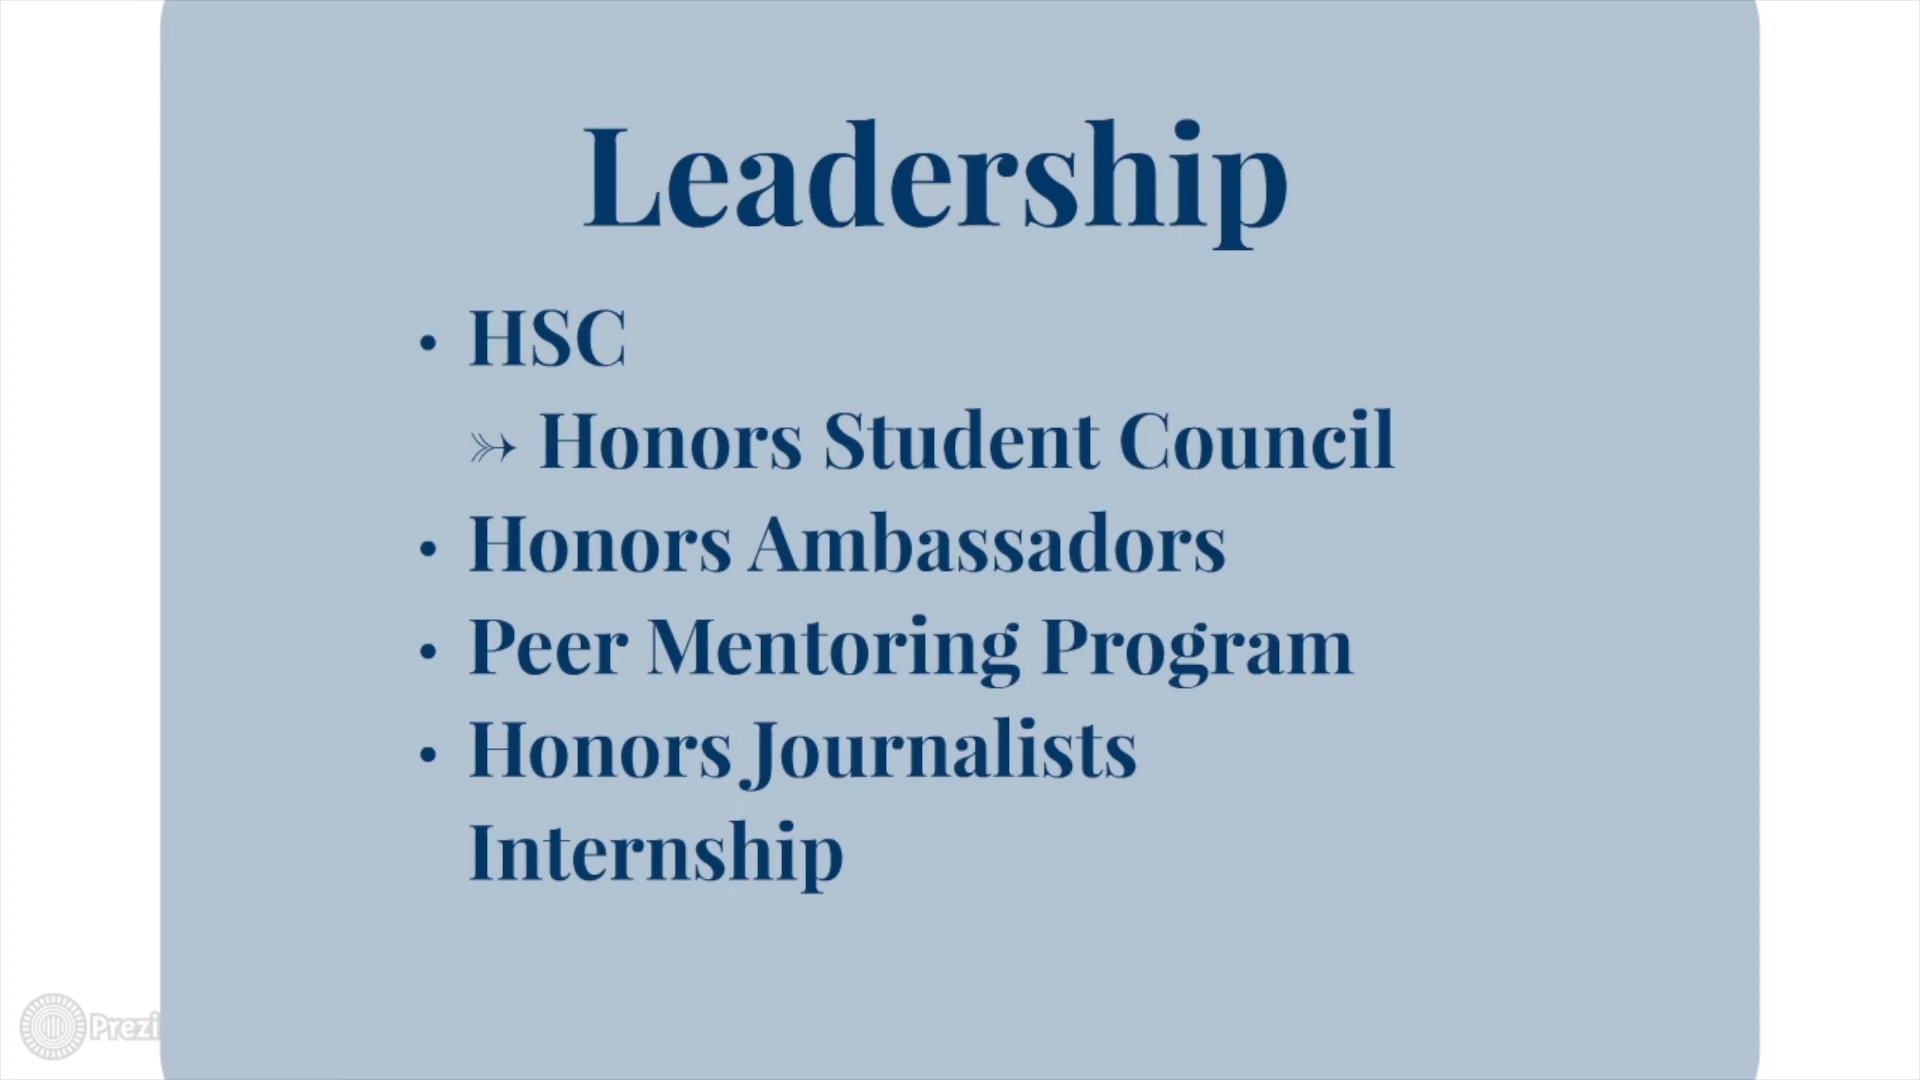 Leadership
• HSC
➳ Honors Student Council
• Honors Ambassadors
• Peer Mentoring Program
• Honors Journalists
Internship
Prezi